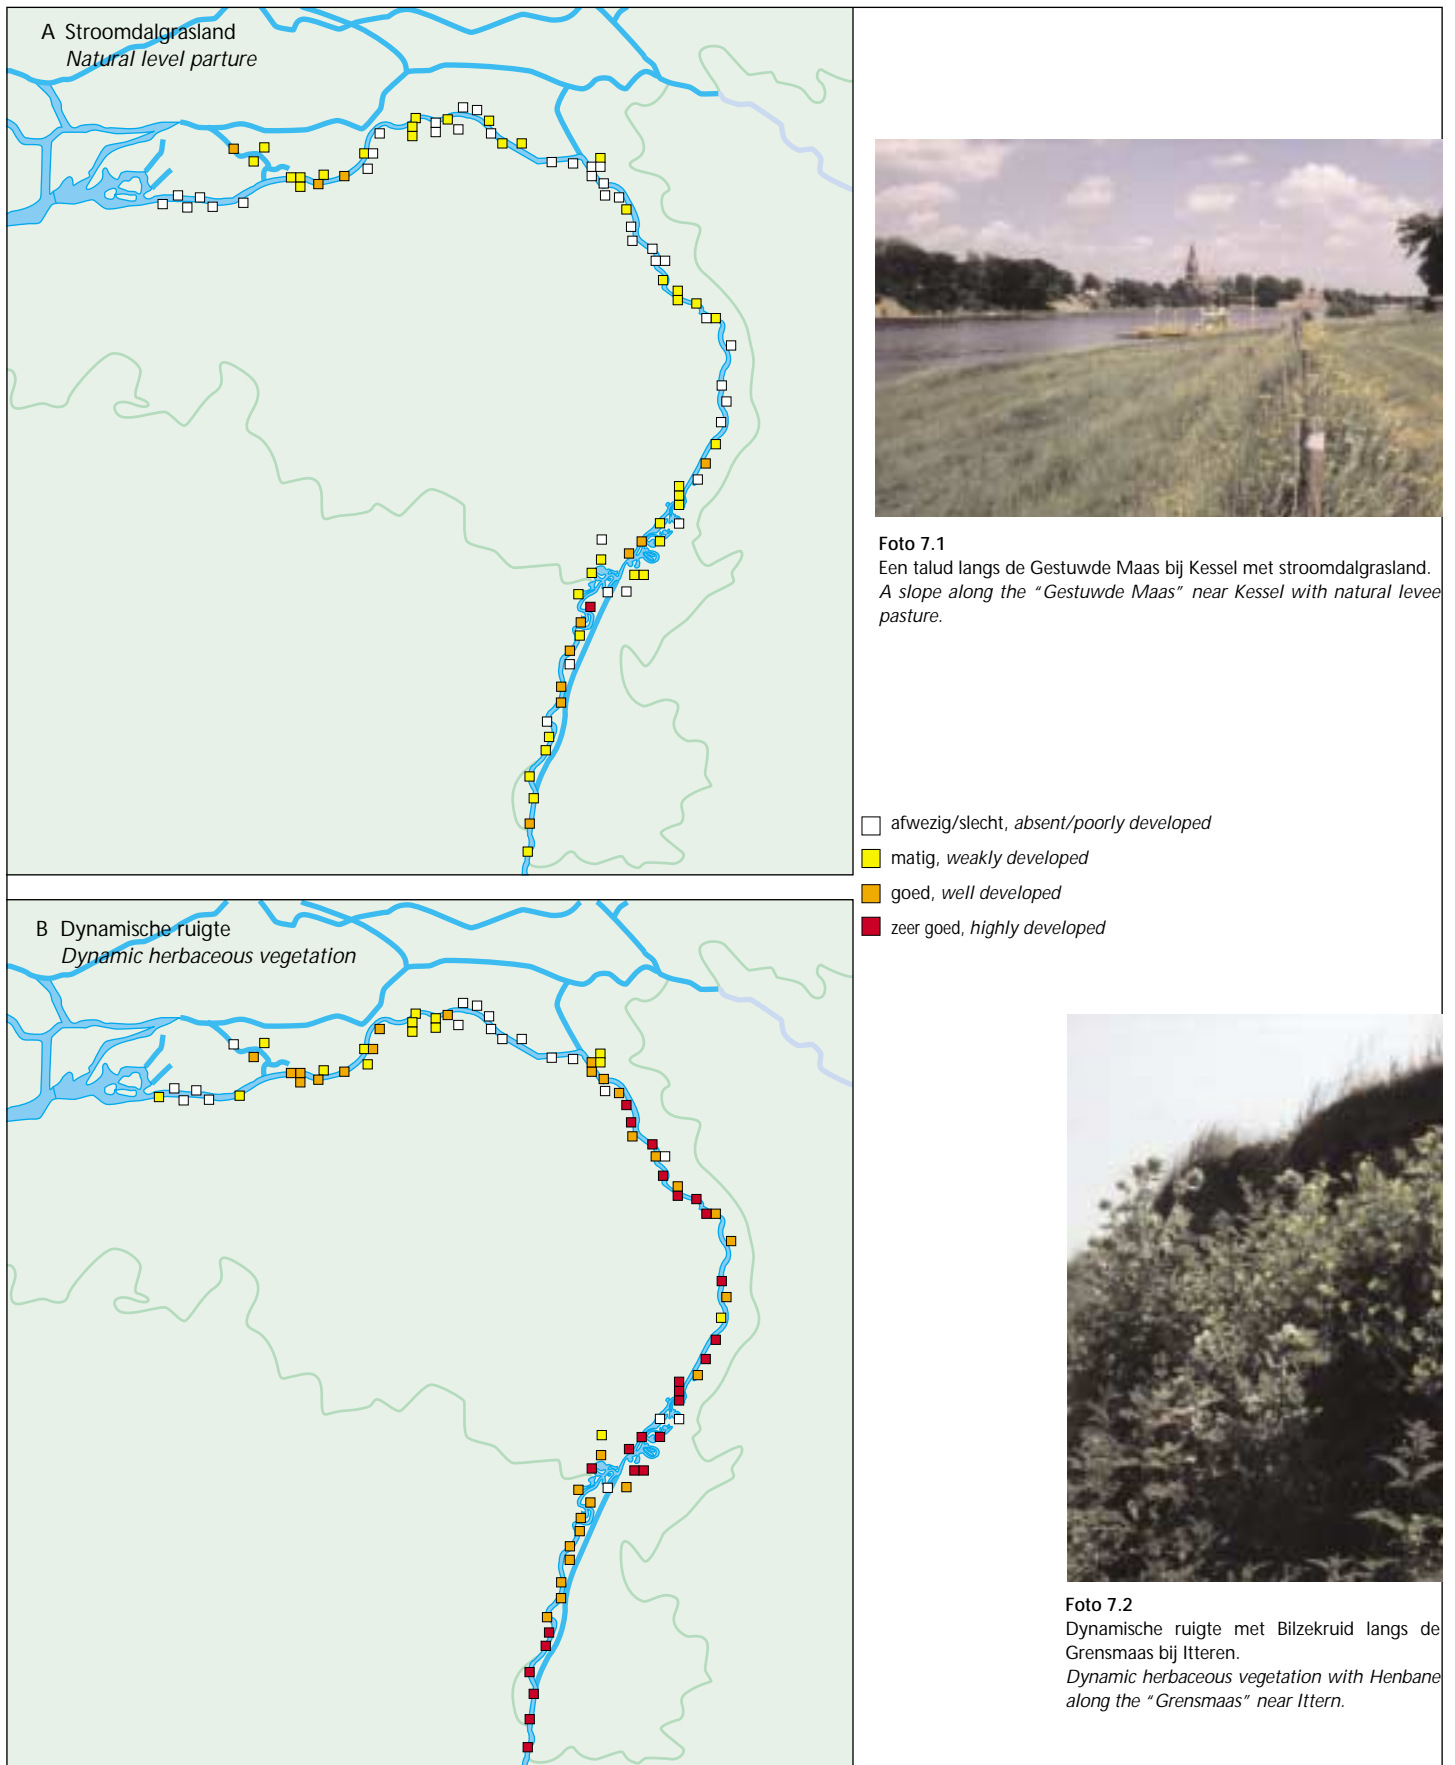 A Stroomdalgrasland
Natural level parture
Foto 7.1
Een talud langs de Gestuwde Maas bij Kessel met stroomdalgrasland.
A slope along the “Gestuwde Maas” near Kessel with natural levee
pasture.
afwezig/slecht, absent/poorly developed
matig, weakly developed
goed, well developed
zeer goed, highly developed
B Dynamische ruigte
Dynamic herbaceous vegetation
Foto 7.2
Dynamische ruigte met Bilzekruid langs de
Grensmaas bij Itteren.
Dynamic herbaceous vegetation with Henbane
along the “Grensmaas” near Ittern.